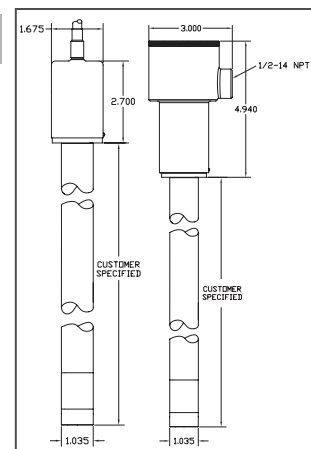 1.675
3.000
1/2-14 NPT
2.700
4.940
CUSTOMER
SPECIFIED
CUSTOMER
SPECIFIED
1.035
1.035